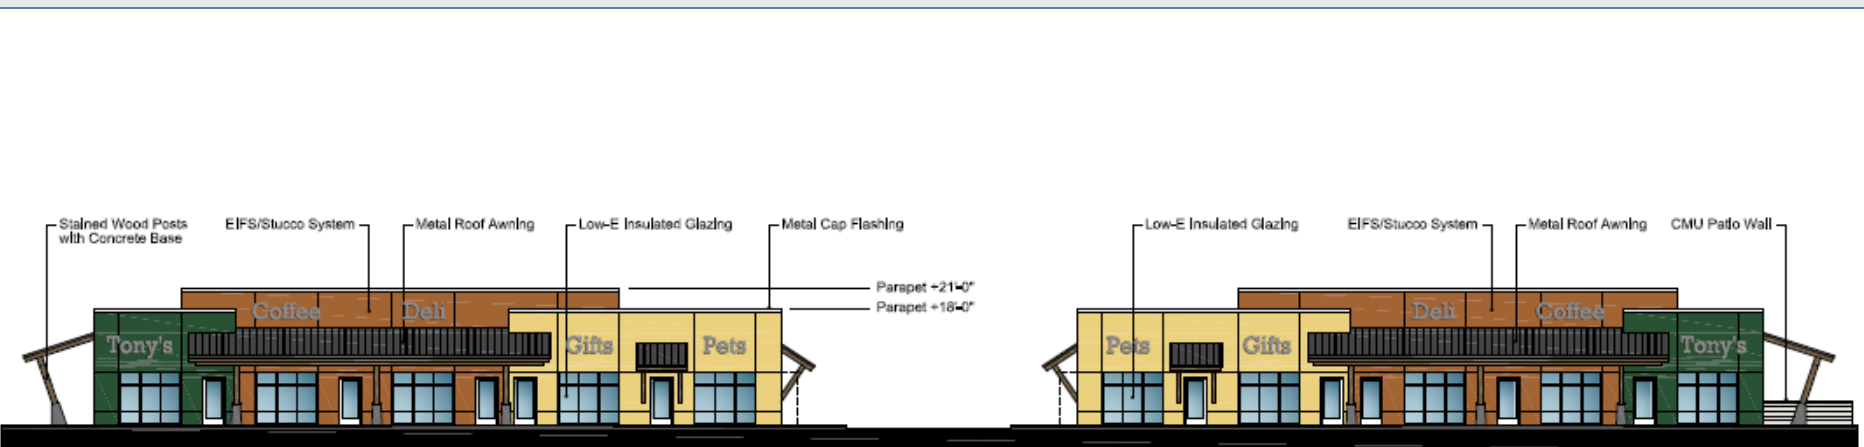 Stained Wood Posts
with Concrete Base
EIFS/Stucco System
Metal Roof Awning
Low-E Insulated Glazing
Metal Cap Flashing
Low-E Insulated Glazing
EIFS/Stucco System
Metal Roof Awning
CMU Patio Wall
Parapet +21'-0"
Parapet +18'-0"
Coffee
Deli
Deli
Coffee
Tony's
Gifts
Pets
Pets
Gifts
Tony's